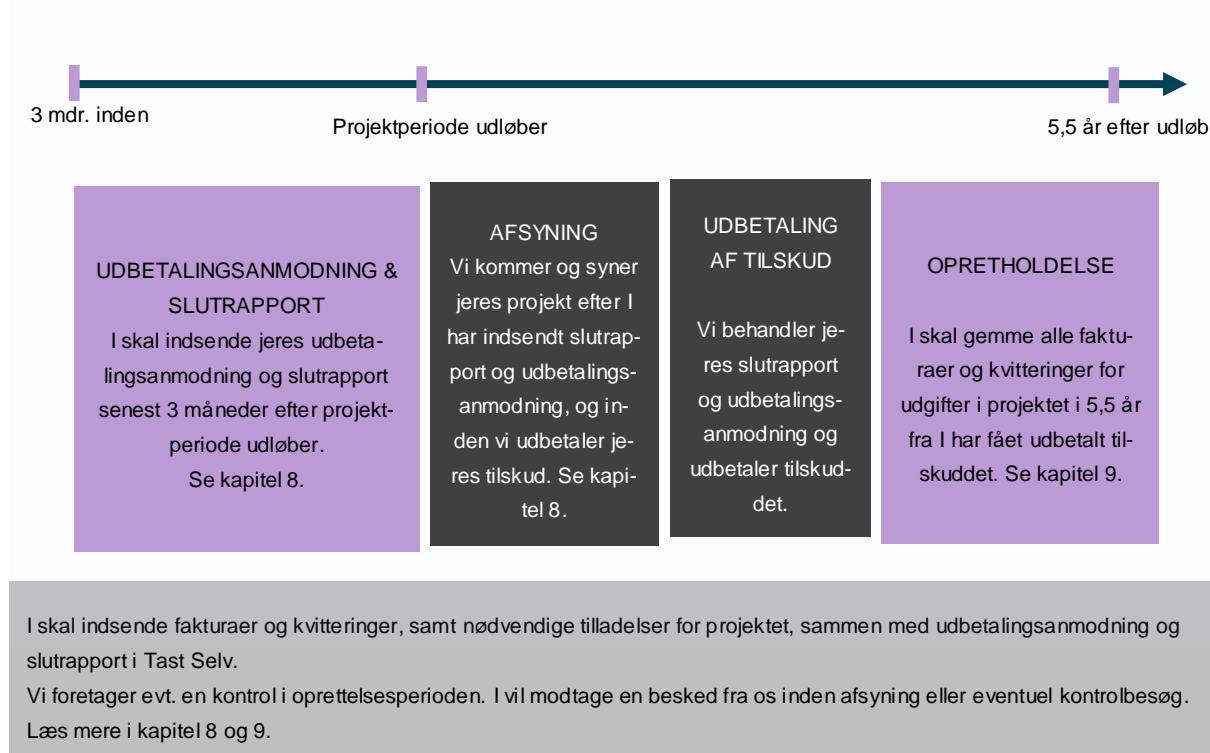 3 mdr. inden
Projektperiode udløber
5,5 år efter udløb
UDBETALINGSANMODNING &
SLUTRAPPORT
I skal indsende jeres udbeta-
lingsanmodning og slutrapport
senest 3 måneder efter projekt-
periode udløber.
Se kapitel 8.
AFSYNING
Vi kommer og syner
jeres projekt efter I
har indsendt slutrap-
port og udbetalings-
anmodning, og in-
den vi udbetaler je-
res tilskud. Se kapi-
tel 8.
UDBETALING
AF TILSKUD
Vi behandler je-
res slutrapport
og udbetalings-
anmodning og
udbetaler tilskud-
det.
OPRETHOLDELSE
I skal gemme alle faktu-
raer og kvitteringer for
udgifter i projektet i 5,5 år
fra I har fået udbetalt til-
skuddet. Se kapitel 9.
I skal indsende fakturaer og kvitteringer, samt nødvendige tilladelser for projektet, sammen med udbetalingsanmodning og
slutrapport i Tast Selv.
Vi foretager evt. en kontrol i oprettelsesperioden. I vil modtage en besked fra os inden afsyning eller eventuel kontrolbesøg.
Læs mere i kapitel 8 og 9.